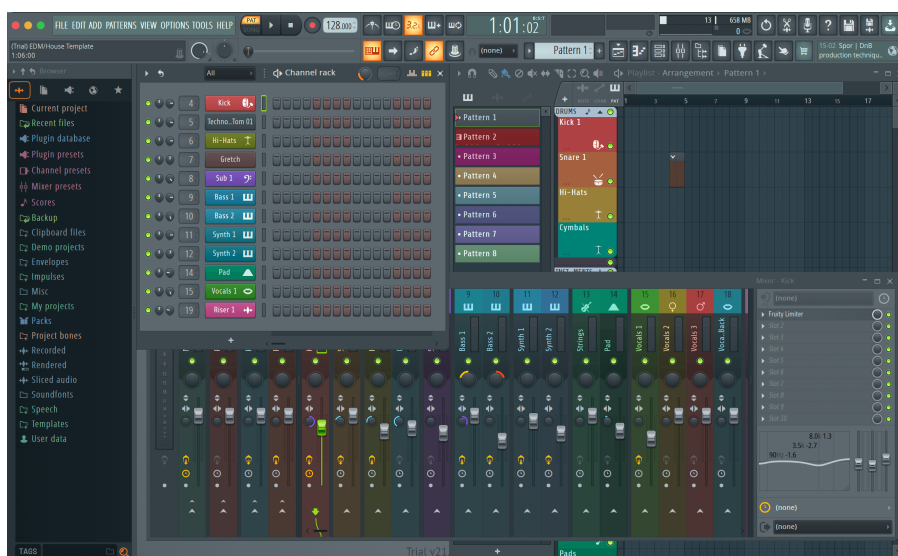 FILE EDIT ADD PATTERNS VIEW OPTIONS TOOLS HELP
PAT
SONG
3.2.
128.000
1:01:02
B:S:T
13
658 MB
0
(Trial) EDM/House Template
1:06:00
(none)
Pattern 1
15-02 Spor | DnB
production techniqu..
Browser
All
Channel rack
Playlist - Arrangement › Pattern 1 ›
Current project
Recent files
Plugin database
Plugin presets
Channel presets
Mixer presets
Scores
Backup
Clipboard files
Demo projects
Envelopes
Impulses
Misc
My projects
Packs
Project bones
Recorded
Rendered
Sliced audio
Soundfonts
Speech
Templates
User data
TAGS
4 Kick
5 Techno..Tom 01
6 Hi-Hats
7 Gretch
8 Sub 1
9 Bass 1
10 Bass 2
11 Synth 1
12 Synth 2
14 Pad
15 Vocals 1
19 Riser 1
+
Pattern 1
Pattern 2
Pattern 3
Pattern 4
Pattern 5
Pattern 6
Pattern 7
Pattern 8
NOTE CHAN PAT
1 3 5 7 9 11 13 15 17
DRUMS
Kick 1
Snare 1
Hi-Hats
Cymbals
9 10 11 12 13 14 15 16 17 18
Bass 1
Bass 2
Synth 1
Synth 2
Strings
Pad
Vocals 1
Vocals 2
Vocals 3
Voca..Back
Mixer - Kick
(none)
Fruity Limiter
Slot 2
Slot 3
Slot 4
Slot 5
Slot 6
Slot 7
Slot 8
Slot 9
Slot 10
8.0k 1.3
3.5k -2.7
90Hz -1.6
(none)
(none)
Trial v21
+
Pads